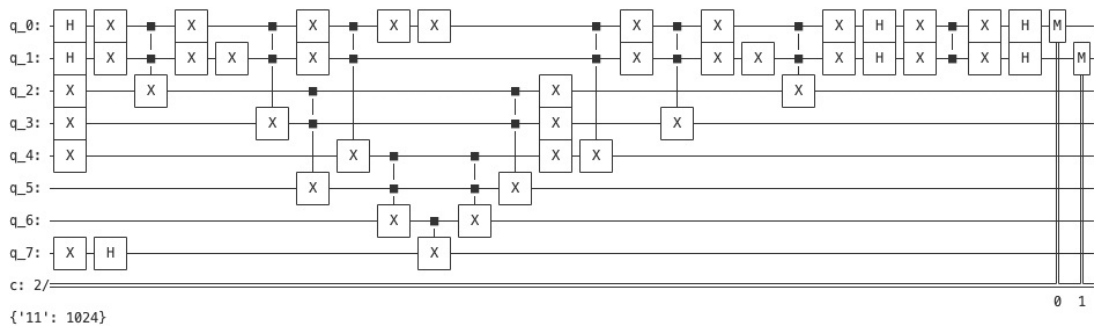 q_0: H X X X X X X X X H X X H M
q_1: H X X X X X X X X H X X H M
q_2: X X X X
q_3: X X X X
q_4: X X X X
q_5: X X
q_6: X X
q_7: X H X
c: 2/
0 1
{'11': 1024}